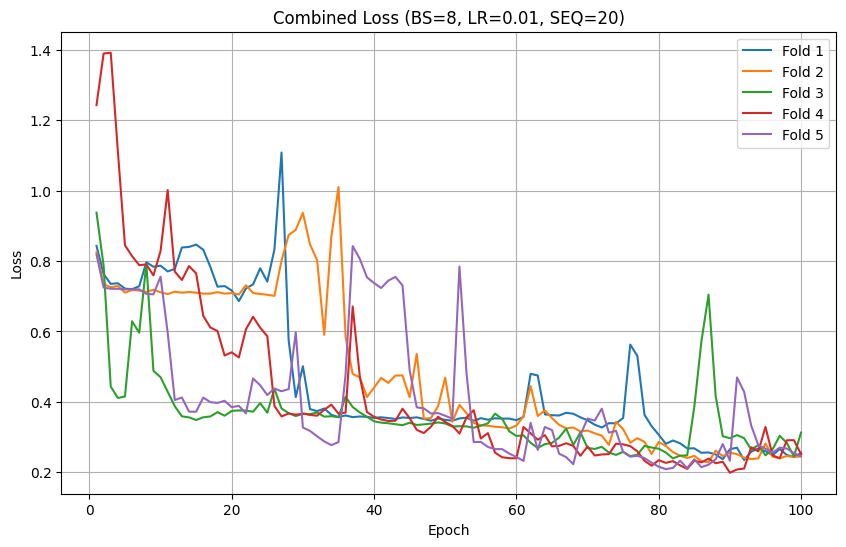 Combined Loss (BS=8, LR=0.01, SEQ=20)
1.4
1.2
1.0
0.8
0.6
0.4
0.2
Loss
Fold 1
Fold 2
Fold 3
Fold 4
Fold 5
0 20 40 60 80 100
Epoch